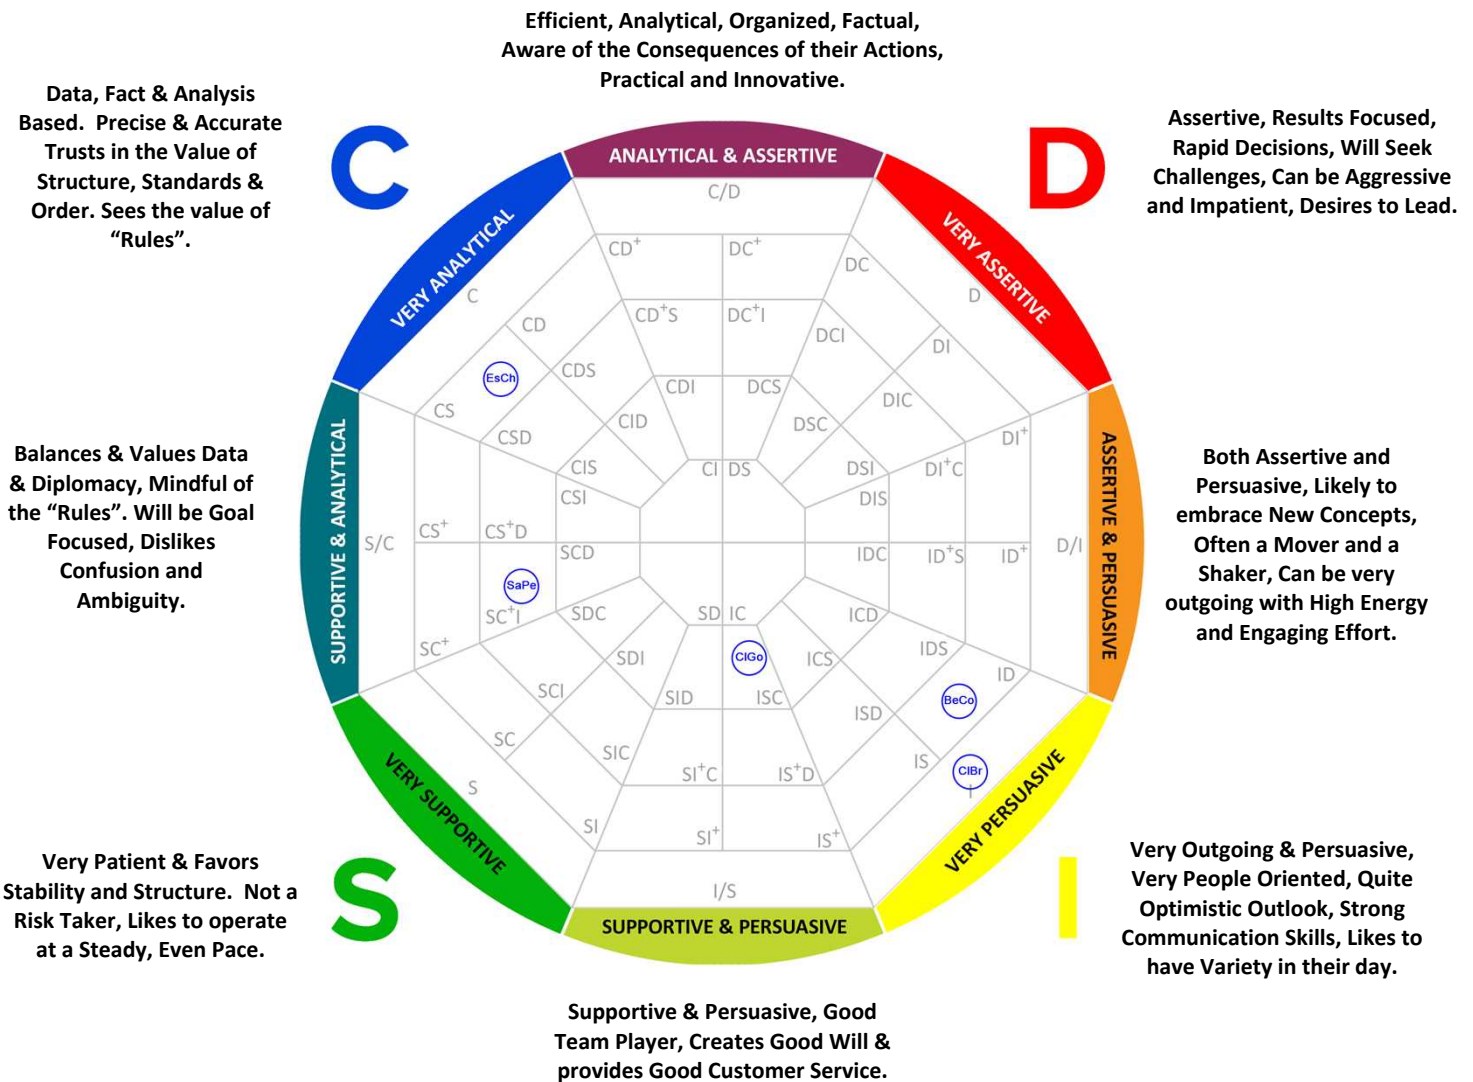 Efficient, Analytical, Organized, Factual,
Aware of the Consequences of their Actions,
Practical and Innovative.
Data, Fact & Analysis
Based. Precise & Accurate
Trusts in the Value of
Structure, Standards &
Order. Sees the value of
“Rules”.
C
D
Assertive, Results Focused,
Rapid Decisions, Will Seek
Challenges, Can be Aggressive
and Impatient, Desires to Lead.
ANALYTICAL & ASSERTIVE
VERY ANALYTICAL
VERY ASSERTIVE
C/D
CD+
DC+
DC
C
D
CD
CD+S
DC+I
DCI
DI
EsCh
CDS
CDI
DCS
DIC
CS
CID
DSC
CSD
DI+
CIS
CI
DS
DSI
DI+C
CSI
DIS
Balances & Values Data
& Diplomacy, Mindful of
the “Rules”. Will be Goal
Focused, Dislikes
Confusion and
Ambiguity.
SUPPORTIVE & ANALYTICAL
S/C
CS+
CS+D
SCD
IDC
ID+S
ID+
D/I
ASSERTIVE & PERSUASIVE
Both Assertive and
Persuasive, Likely to
embrace New Concepts,
Often a Mover and a
Shaker, Can be very
outgoing with High Energy
and Engaging Effort.
SaPe
SC+I
SDC
SD
IC
ICD
SC+
SDI
ClGo
ICS
IDS
ID
SCI
SID
ISC
BeCo
ISD
SC
SIC
IS
SI+C
IS+D
ClBr
I
S
SI
SI+
IS+
I/S
VERY SUPPORTIVE
VERY PERSUASIVE
SUPPORTIVE & PERSUASIVE
Very Patient & Favors
Stability and Structure. Not a
Risk Taker, Likes to operate
at a Steady, Even Pace.
S
I
Very Outgoing & Persuasive,
Very People Oriented, Quite
Optimistic Outlook, Strong
Communication Skills, Likes to
have Variety in their day.
Supportive & Persuasive, Good
Team Player, Creates Good Will &
provides Good Customer Service.